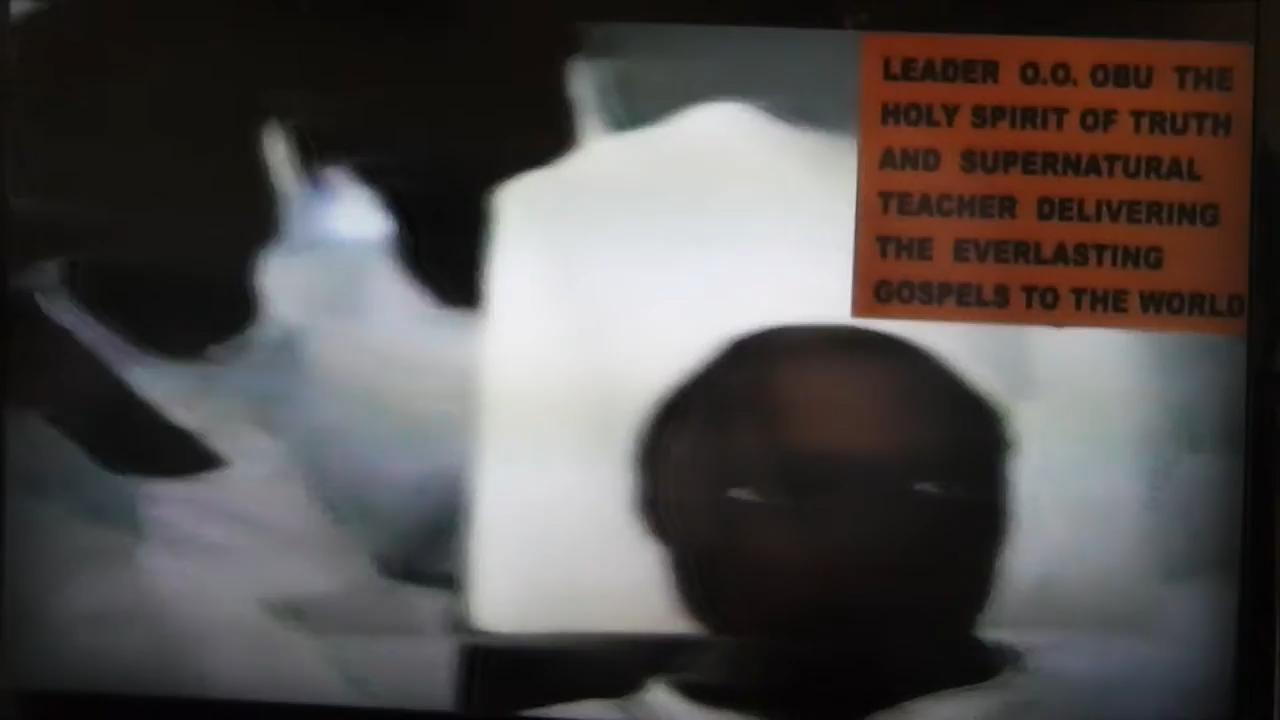 LEADER O.O. OBU THE
HOLY SPIRIT OF TRUTH
AND SUPERNATURAL
TEACHER DELIVERING
THE EVERLASTING
GOSPELS TO THE WORLD